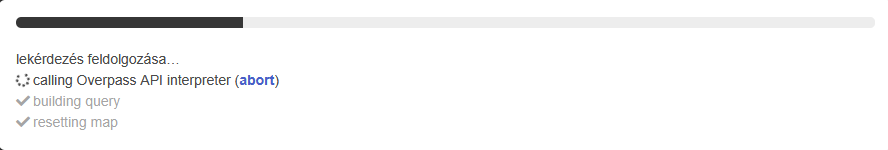 lekérdezés feldolgozása…
calling Overpass API interpreter (abort)
building query
resetting map